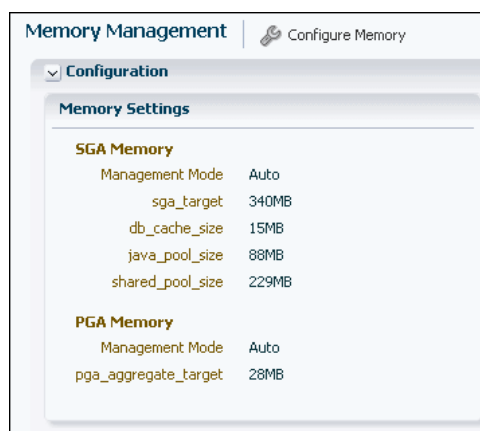 Memory Management Configure Memory
Configuration
Memory Settings
SGA Memory
Management Mode Auto
sga_target 340MB
db_cache_size 15MB
java_pool_size 88MB
shared_pool_size 229MB
PGA Memory
Management Mode Auto
pga_aggregate_target 28MB